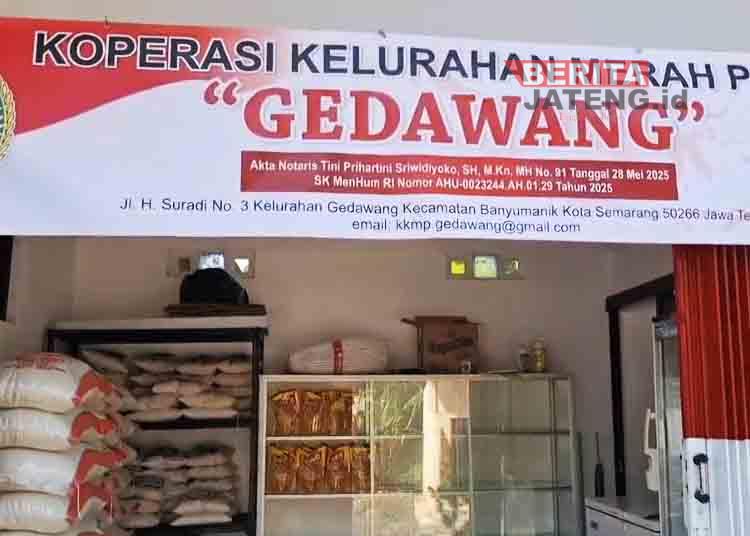 KOPERASI KELURAHAN MERAH P
BERITA
JATENG.id
“GEDAWANG”
Akta Notaris Tini Prihartini Sriwidiyoko, SH, M.Kn, MH No. 91 Tanggal 28 Mei 2025
SK MenHum RI Nomor AHU-0023244.AH.01.29 Tahun 2025
Jl. H. Suradi No. 3 Kelurahan Gedawang Kecamatan Banyumanik Kota Semarang 50266 Jawa Te
email: kkmp.gedawang@gmail.com